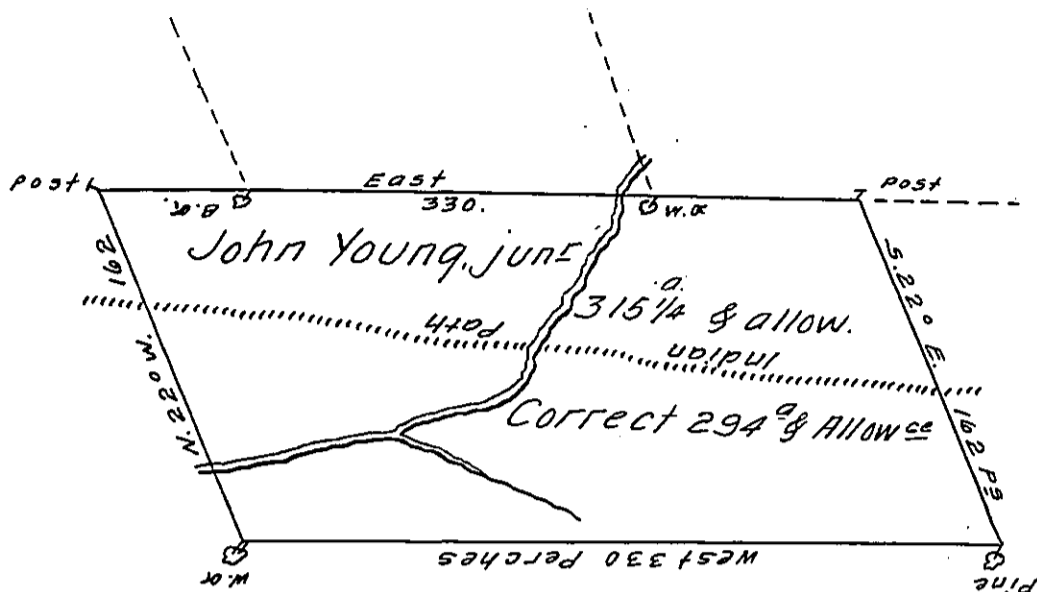 Post
East
330.
B.o.
W.o
Post
John Young, junr
162
315 1/4 a. & allow.
S. 22° E.
Indian Path
N. 22° W.
Correct 294 a & Allowce
162 Ps
West 330 Perches
W.o
Pine